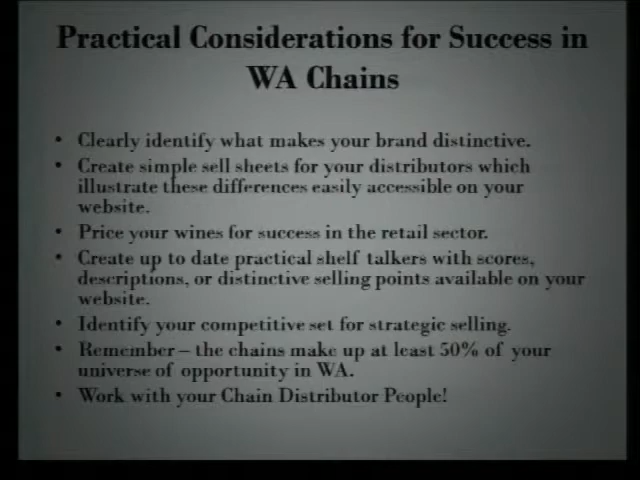 Practical Considerations for Success in
WA Chains
• Clearly identify what makes your brand distinctive.
• Create simple sell sheets for your distributors which
illustrate these differences easily accessible on your
website.
• Price your wines for success in the retail sector.
• Create up to date practical shelf talkers with scores,
descriptions, or distinctive selling points available on your
website.
• Identify your competitive set for strategic selling.
• Remember – the chains make up at least 50% of your
universe of opportunity in WA.
• Work with your Chain Distributor People!